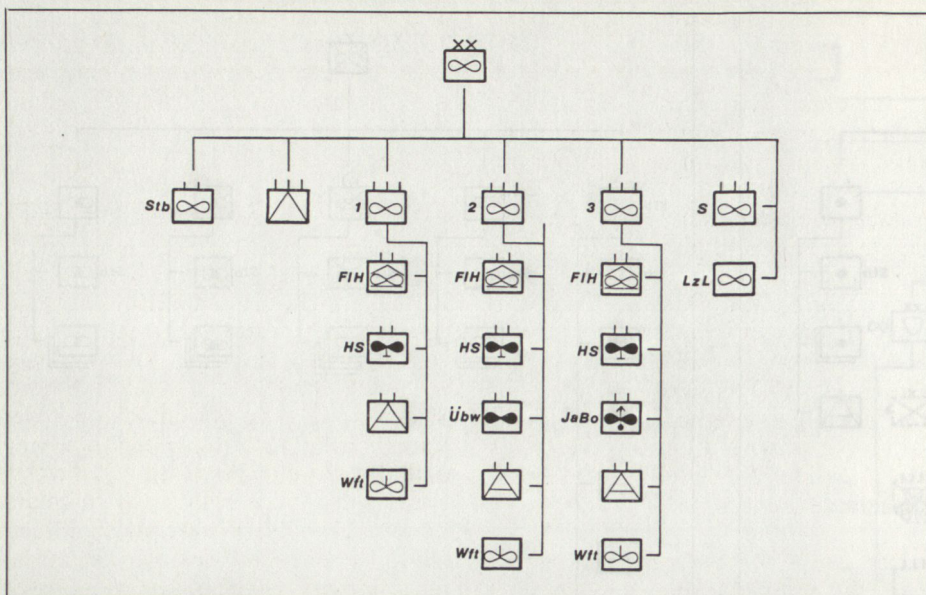 XX
Stb 1 2 3 S
FlH FlH FlH LzL
HS HS HS
Übw JaBo
Wft
Wft Wft